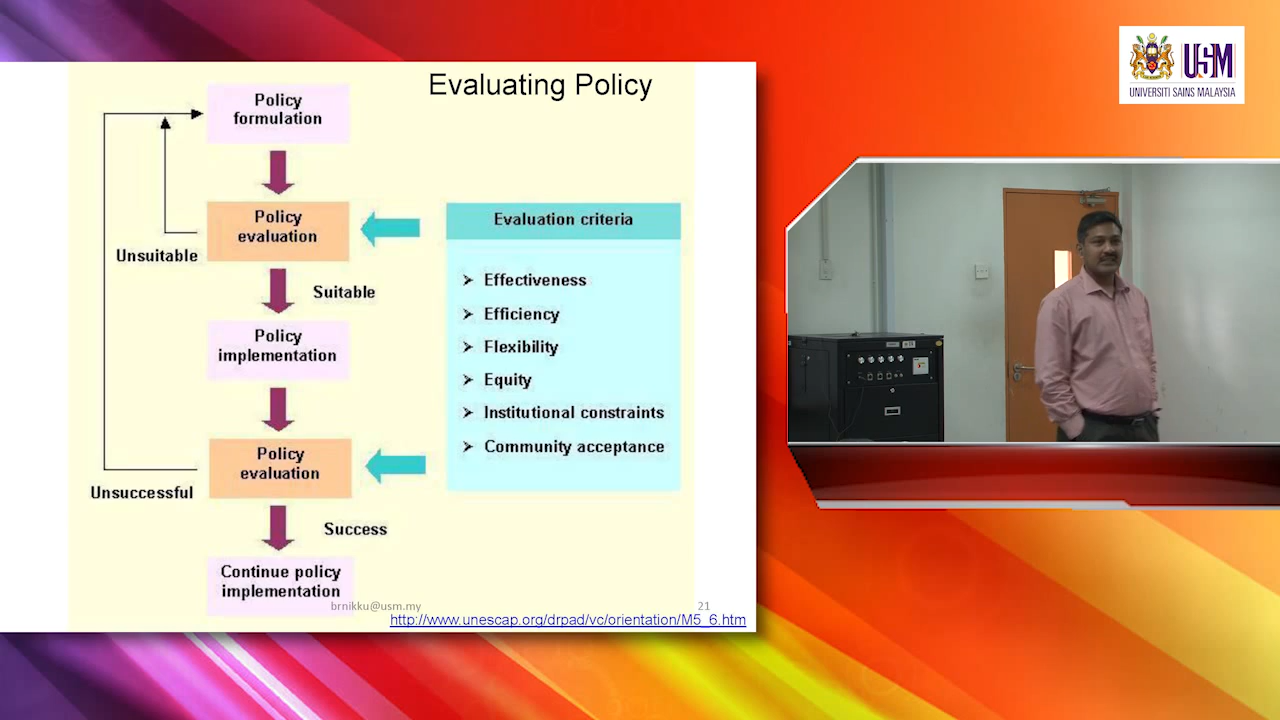 Evaluating Policy
Policy
formulation
Policy
evaluation
Unsuitable
Suitable
Policy
implementation
Policy
evaluation
Unsuccessful
Success
Continue policy
implementation
Evaluation criteria
➢ Effectiveness
➢ Efficiency
➢ Flexibility
➢ Equity
➢ Institutional constraints
➢ Community acceptance
brnikku@usm.my
21
http://www.unescap.org/drpad/vc/orientation/M5_6.htm
USM
UNIVERSITI SAINS MALAYSIA